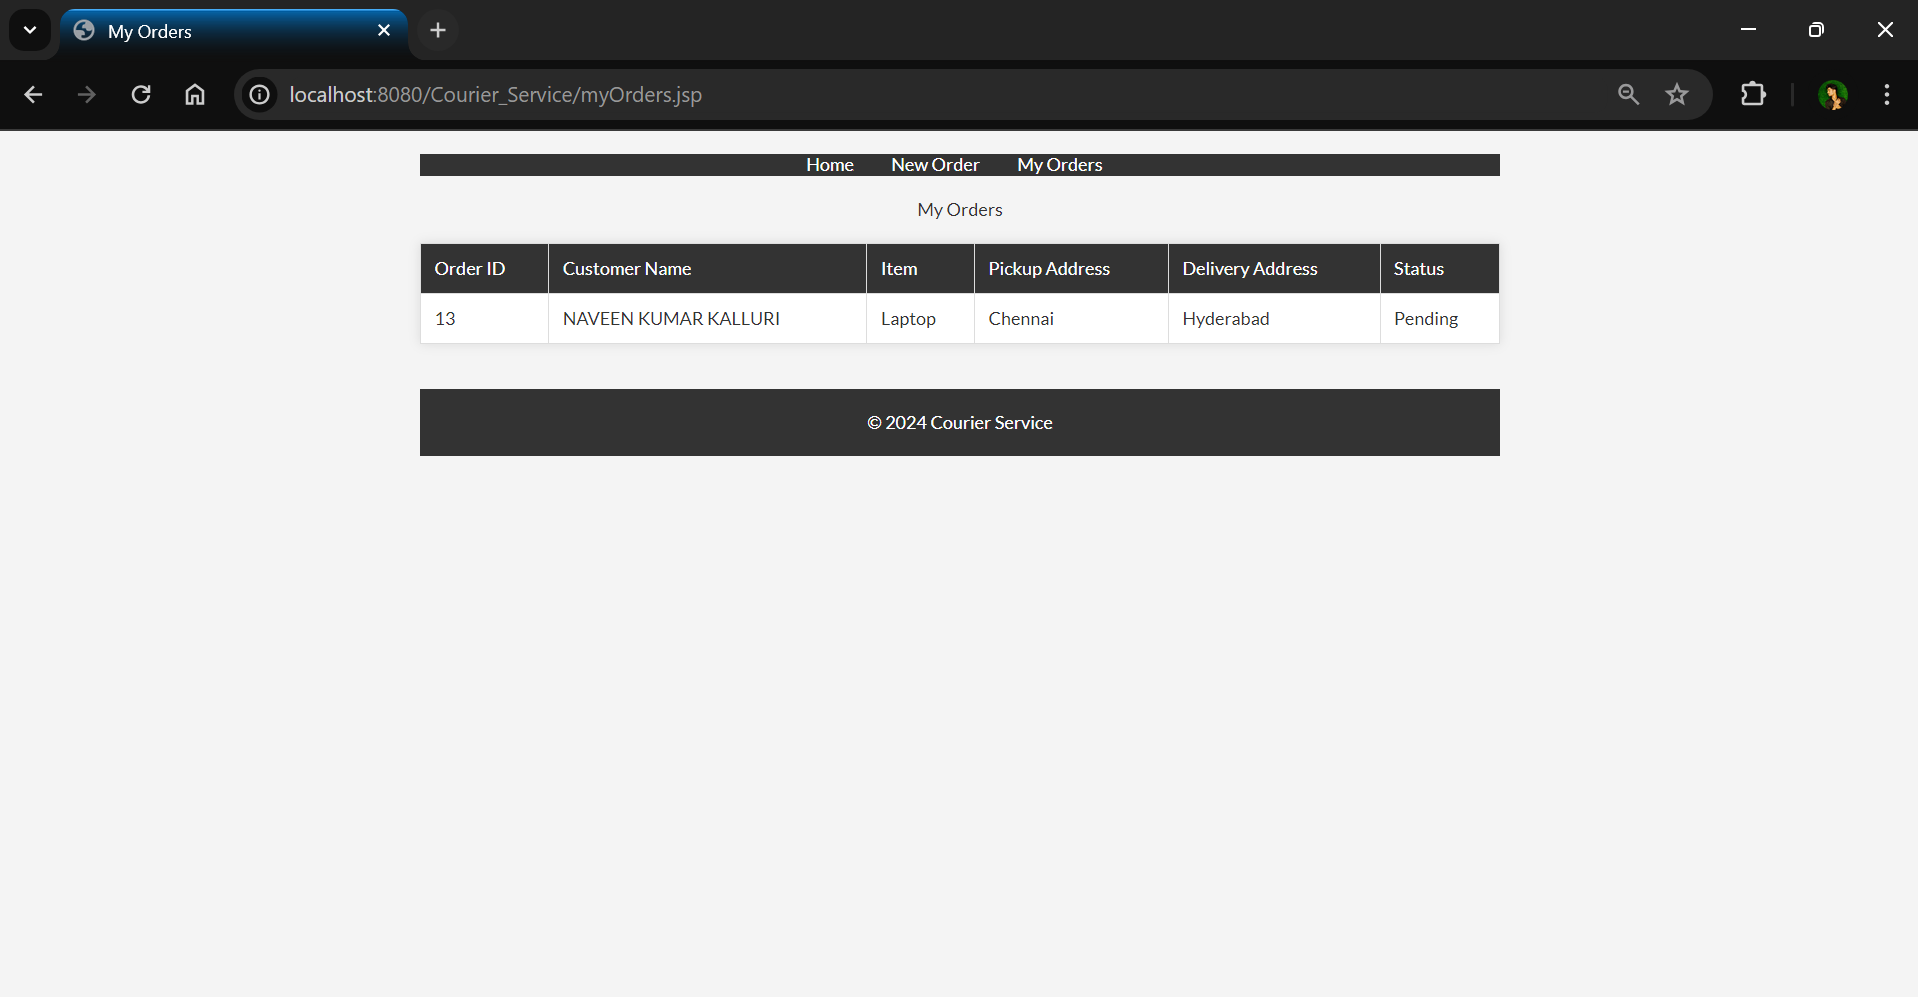 My Orders
localhost:8080/Courier_Service/myOrders.jsp
Home New Order My Orders
My Orders
Order ID Customer Name Item Pickup Address Delivery Address Status
13 NAVEEN KUMAR KALLURI Laptop Chennai Hyderabad Pending
© 2024 Courier Service